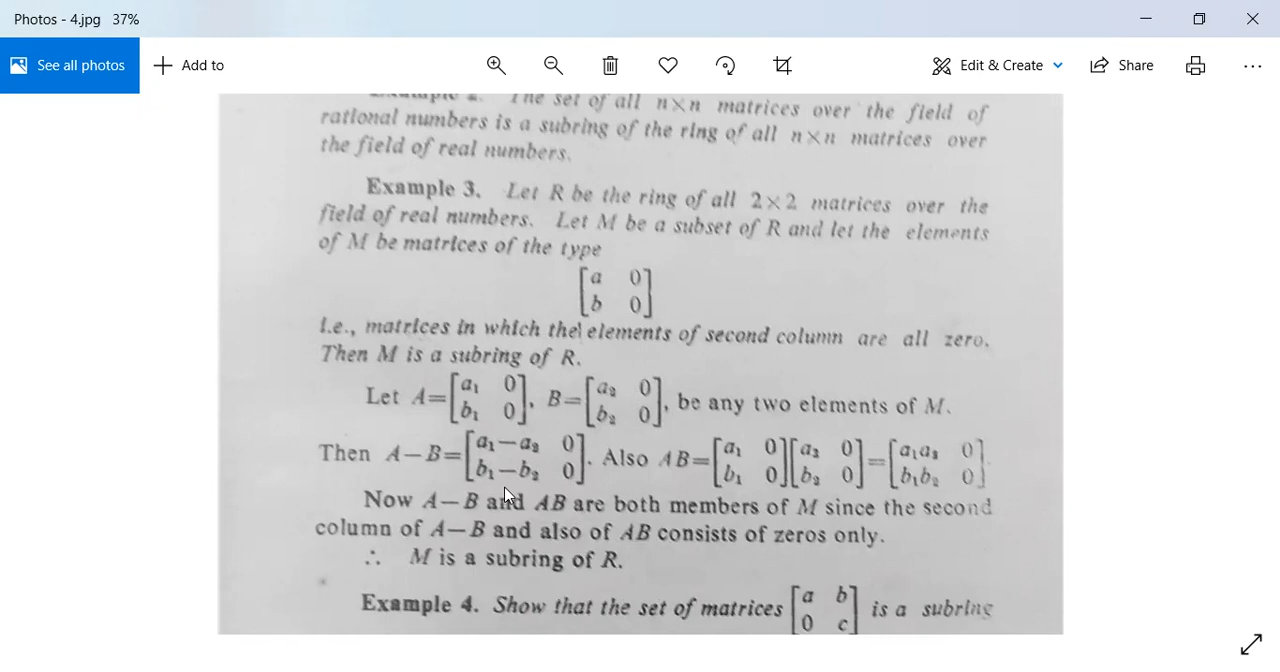 Photos - 4.jpg 37%
See all photos
Add to
Edit & Create
Share
Example 2. The set of all n×n matrices over the field of
rational numbers is a subring of the ring of all n×n matrices over
the field of real numbers.
Example 3. Let R be the ring of all 2×2 matrices over the
field of real numbers. Let M be a subset of R and let the elements
of M be matrices of the type
[a 0]
[b 0]
i.e., matrices in which the elements of second column are all zero.
Then M is a subring of R.
Let A=[a₁ 0; b₁ 0], B=[a₂ 0; b₂ 0], be any two elements of M.
Then A−B=[a₁−a₂ 0; b₁−b₂ 0]. Also AB=[a₁ 0; b₁ 0][a₂ 0; b₂ 0]=[a₁a₂ 0; b₁b₂ 0].
Now A−B and AB are both members of M since the second
column of A−B and also of AB consists of zeros only.
∴ M is a subring of R.
Example 4. Show that the set of matrices [a b; 0 c] is a subring